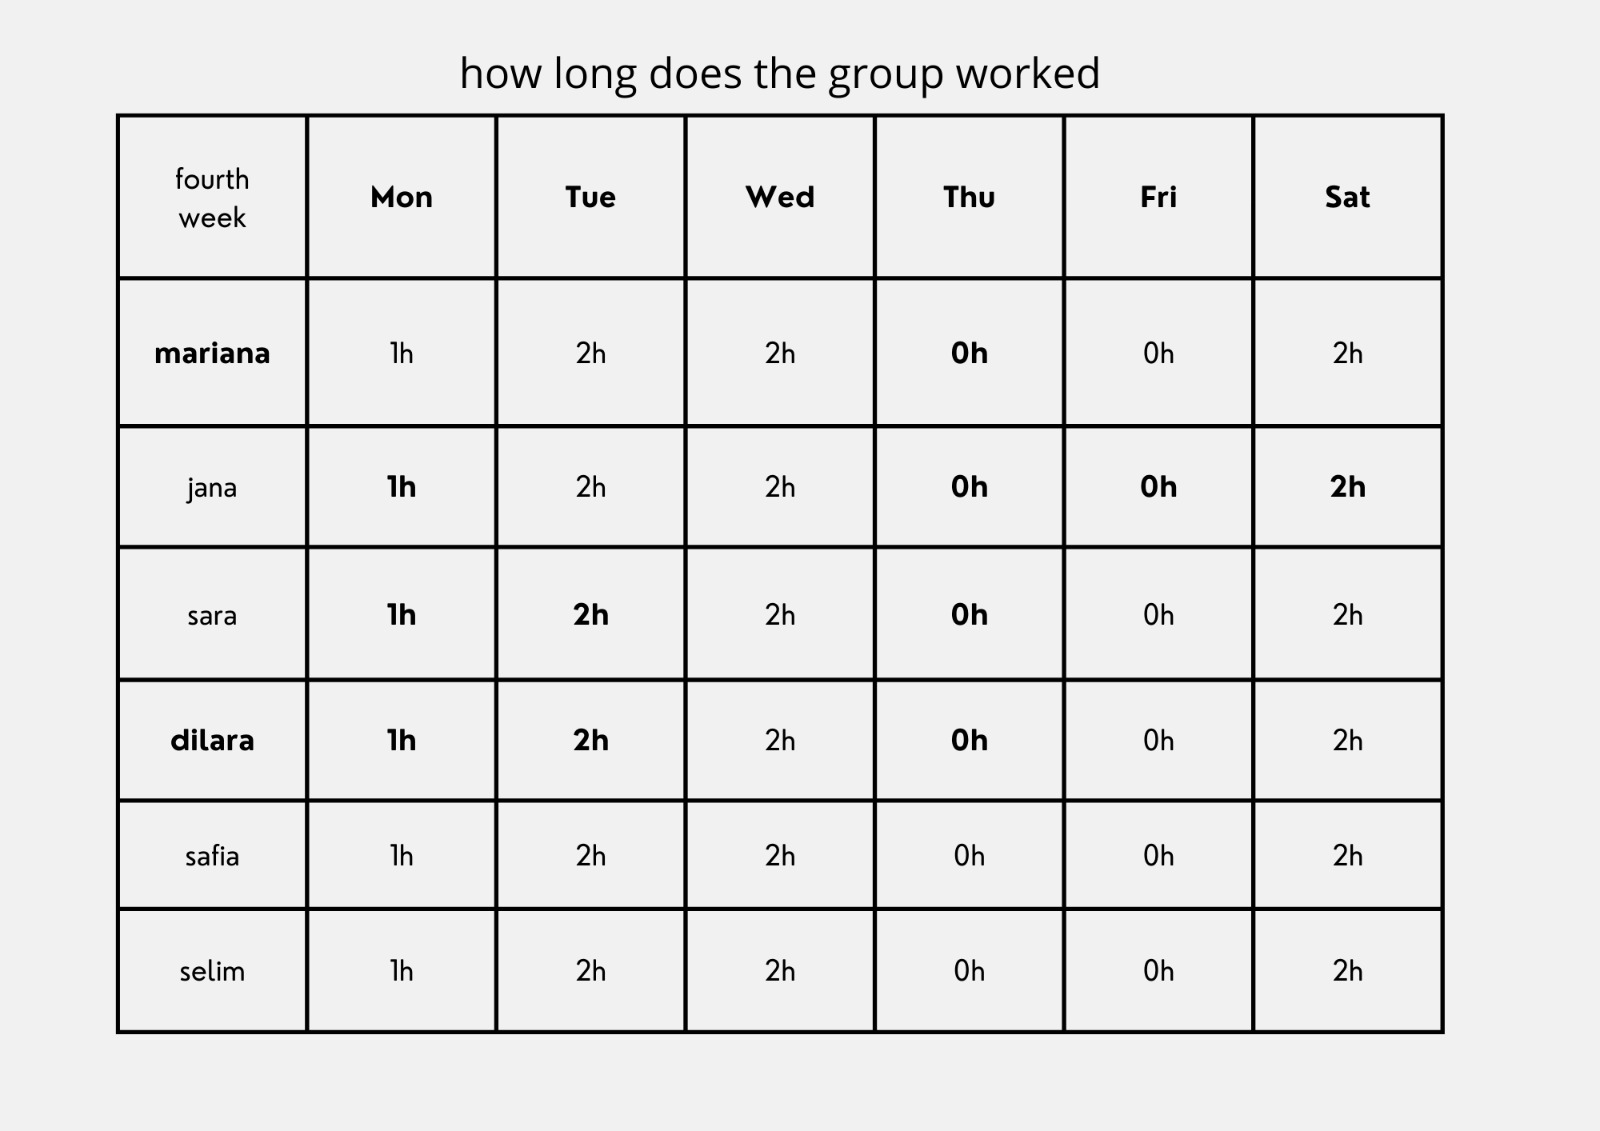 how long does the group worked
fourth
week
Mon Tue Wed Thu Fri Sat
mariana 1h 2h 2h 0h 0h 2h
jana 1h 2h 2h 0h 0h 2h
sara 1h 2h 2h 0h 0h 2h
dilara 1h 2h 2h 0h 0h 2h
safia 1h 2h 2h 0h 0h 2h
selim 1h 2h 2h 0h 0h 2h